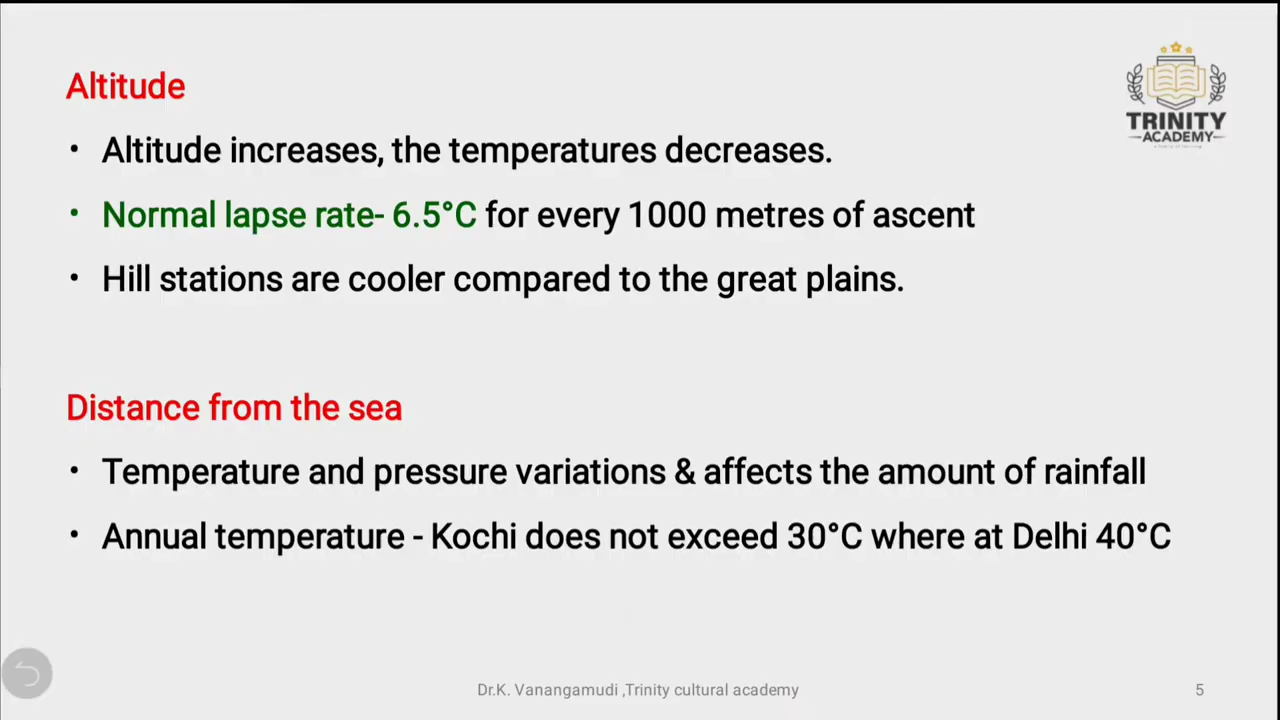 Altitude
TRINITY
ACADEMY
• Altitude increases, the temperatures decreases.
• Normal lapse rate- 6.5°C for every 1000 metres of ascent
• Hill stations are cooler compared to the great plains.
Distance from the sea
• Temperature and pressure variations & affects the amount of rainfall
• Annual temperature - Kochi does not exceed 30°C where at Delhi 40°C
Dr.K. Vanangamudi ,Trinity cultural academy
5